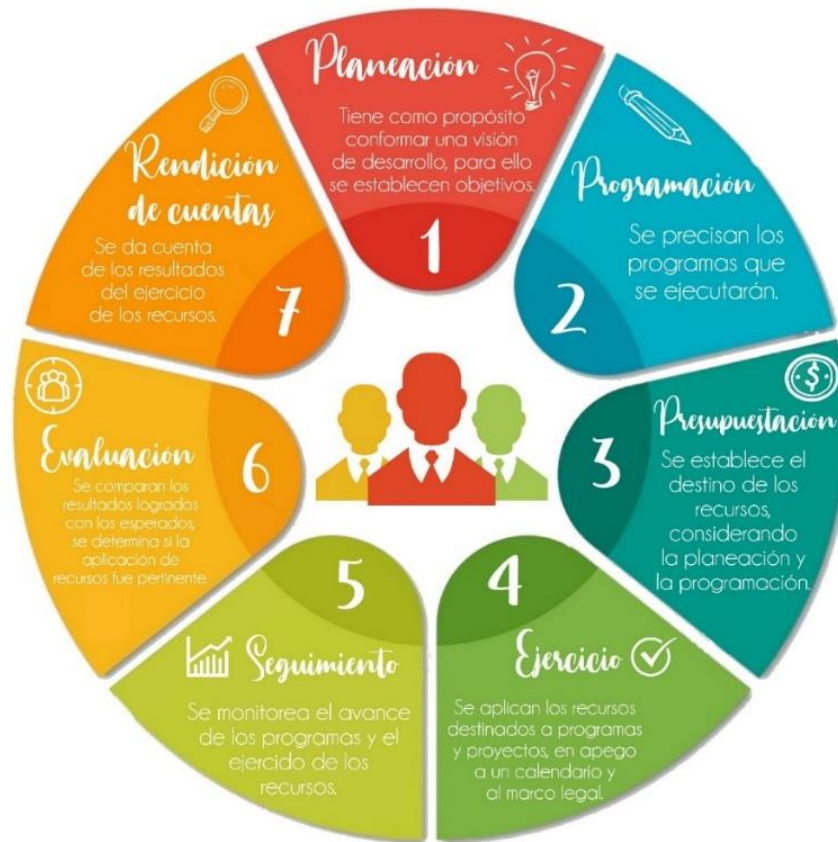 Planeación
Tiene como propósito
conformar una visión
de desarrollo, para ello
se establecen objetivos.
1
Programación
Se precisan los
programas que
se ejecutarán.
2
Presupuestación
Se establece el
destino de los
recursos,
considerando
la planeación y
la programación.
3
Ejercicio
Se aplican los recursos
destinados a programas
y proyectos, en apego
a un calendario y
al marco legal.
4
Seguimiento
Se monitorea el avance
de los programas y el
ejercido de los
recursos.
5
Evaluación
Se comparan los
resultados logrados
con los esperados,
se determina si la
aplicación de
recursos fue pertinente.
6
Rendición
de cuentas
Se da cuenta
de los resultados
del ejercicio
de los recursos.
7
$